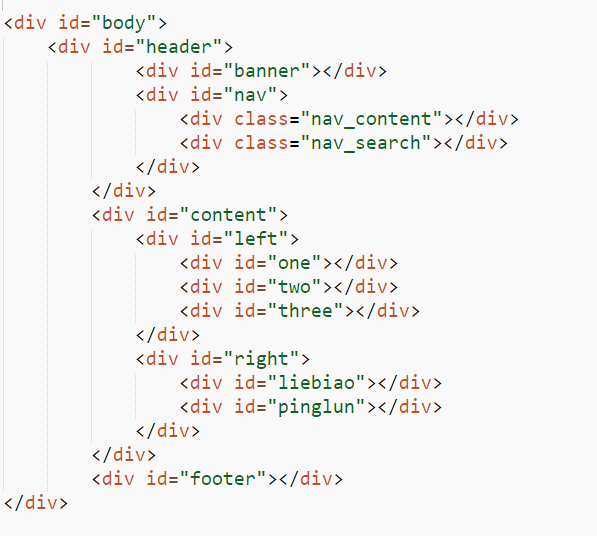 <div id="body">
    <div id="header">
            <div id="banner"></div>
            <div id="nav">
                <div class="nav_content"></div>
                <div class="nav_search"></div>
            </div>
        </div>
        <div id="content">
            <div id="left">
                <div id="one"></div>
                <div id="two"></div>
                <div id="three"></div>
            </div>
            <div id="right">
                <div id="liebiao"></div>
                <div id="pinglun"></div>
            </div>
        </div>
        <div id="footer"></div>
</div>